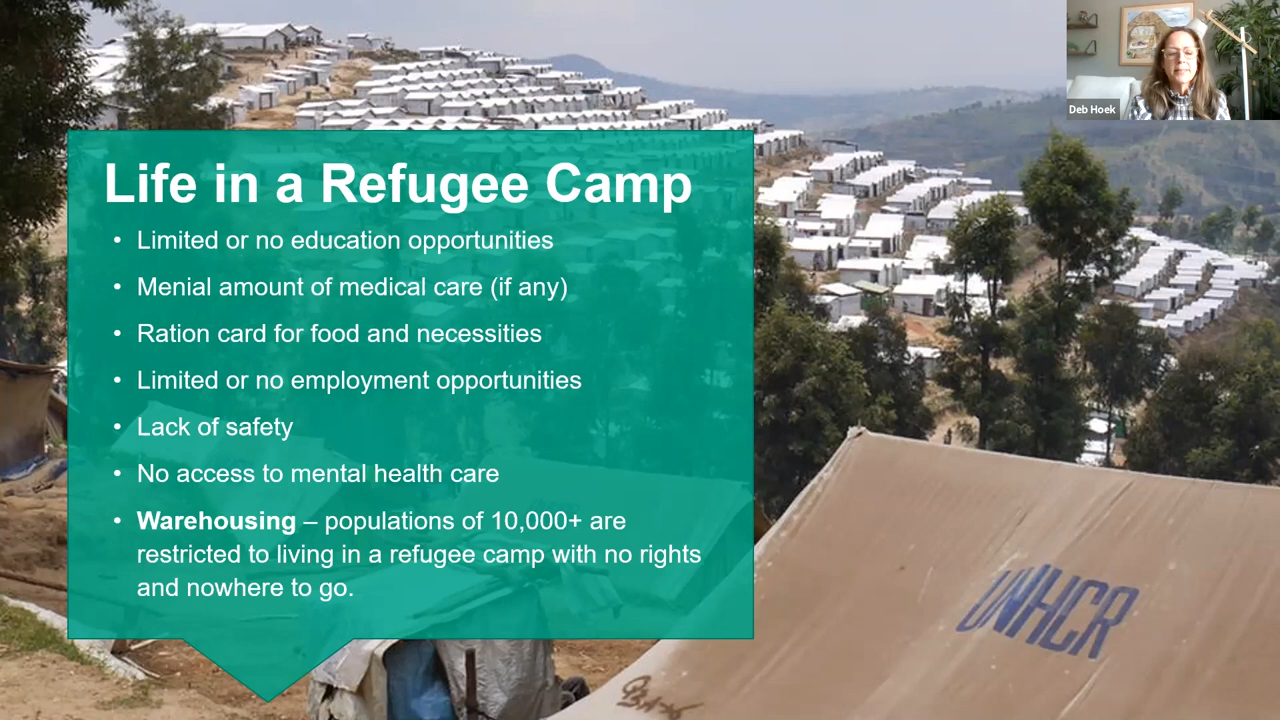 Deb Hoek
Life in a Refugee Camp
• Limited or no education opportunities
• Menial amount of medical care (if any)
• Ration card for food and necessities
• Limited or no employment opportunities
• Lack of safety
• No access to mental health care
• Warehousing – populations of 10,000+ are
restricted to living in a refugee camp with no rights
and nowhere to go.
UNHCR